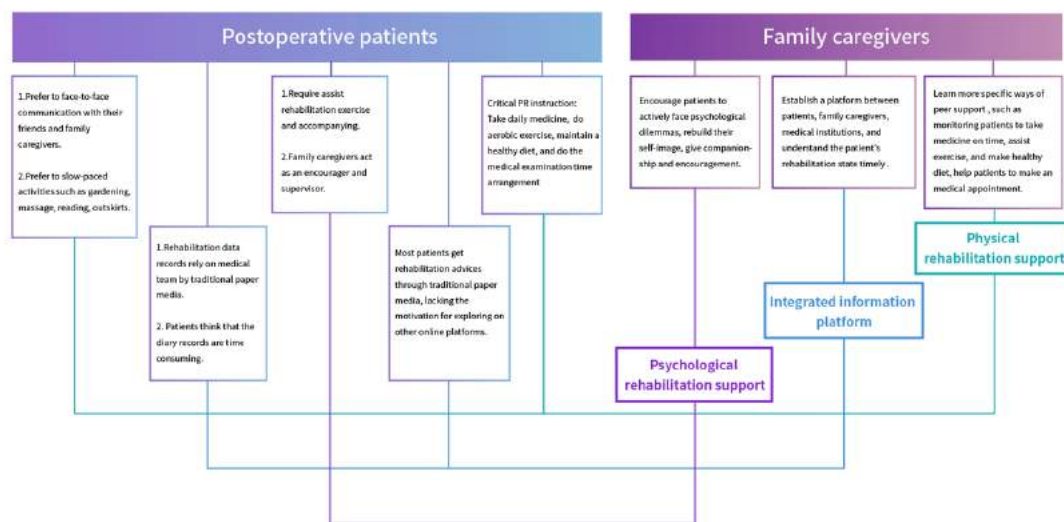 Postoperative patients
1.Prefer to face-to-face
communication with their
friends and family
caregivers.
2.Prefer to slow-paced
activities such as gardening,
massage, reading, outskirts.
1.Rehabilitation data
records rely on medical
team by traditional paper
media.
2. Patients think that the
diary records are time
consuming.
1.Require assist
rehabilitation exercise
and accompanying.
2.Family caregivers act
as an encourager and
supervisor.
Most patients get
rehabilitation advices
through traditional paper
media, lacking the
motivation for exploring on
other online platforms.
Critical PR instruction:
Take daily medicine, do
aerobic exercise, maintain a
healthy diet, and do the
medical examination time
arrangement
Family caregivers
Encourage patients to
actively face psychological
dilemmas, rebuild their
self-image, give companion-
ship and encouragement.
Psychological
rehabilitation support
Establish a platform between
patients, family caregivers,
medical institutions, and
understand the patient's
rehabilitation state timely .
Integrated information
platform
Learn more specific ways of
peer support , such as
monitoring patients to take
medicine on time, assist
exercise, and make healthy
diet, help patients to make an
medical appointment.
Physical
rehabilitation support